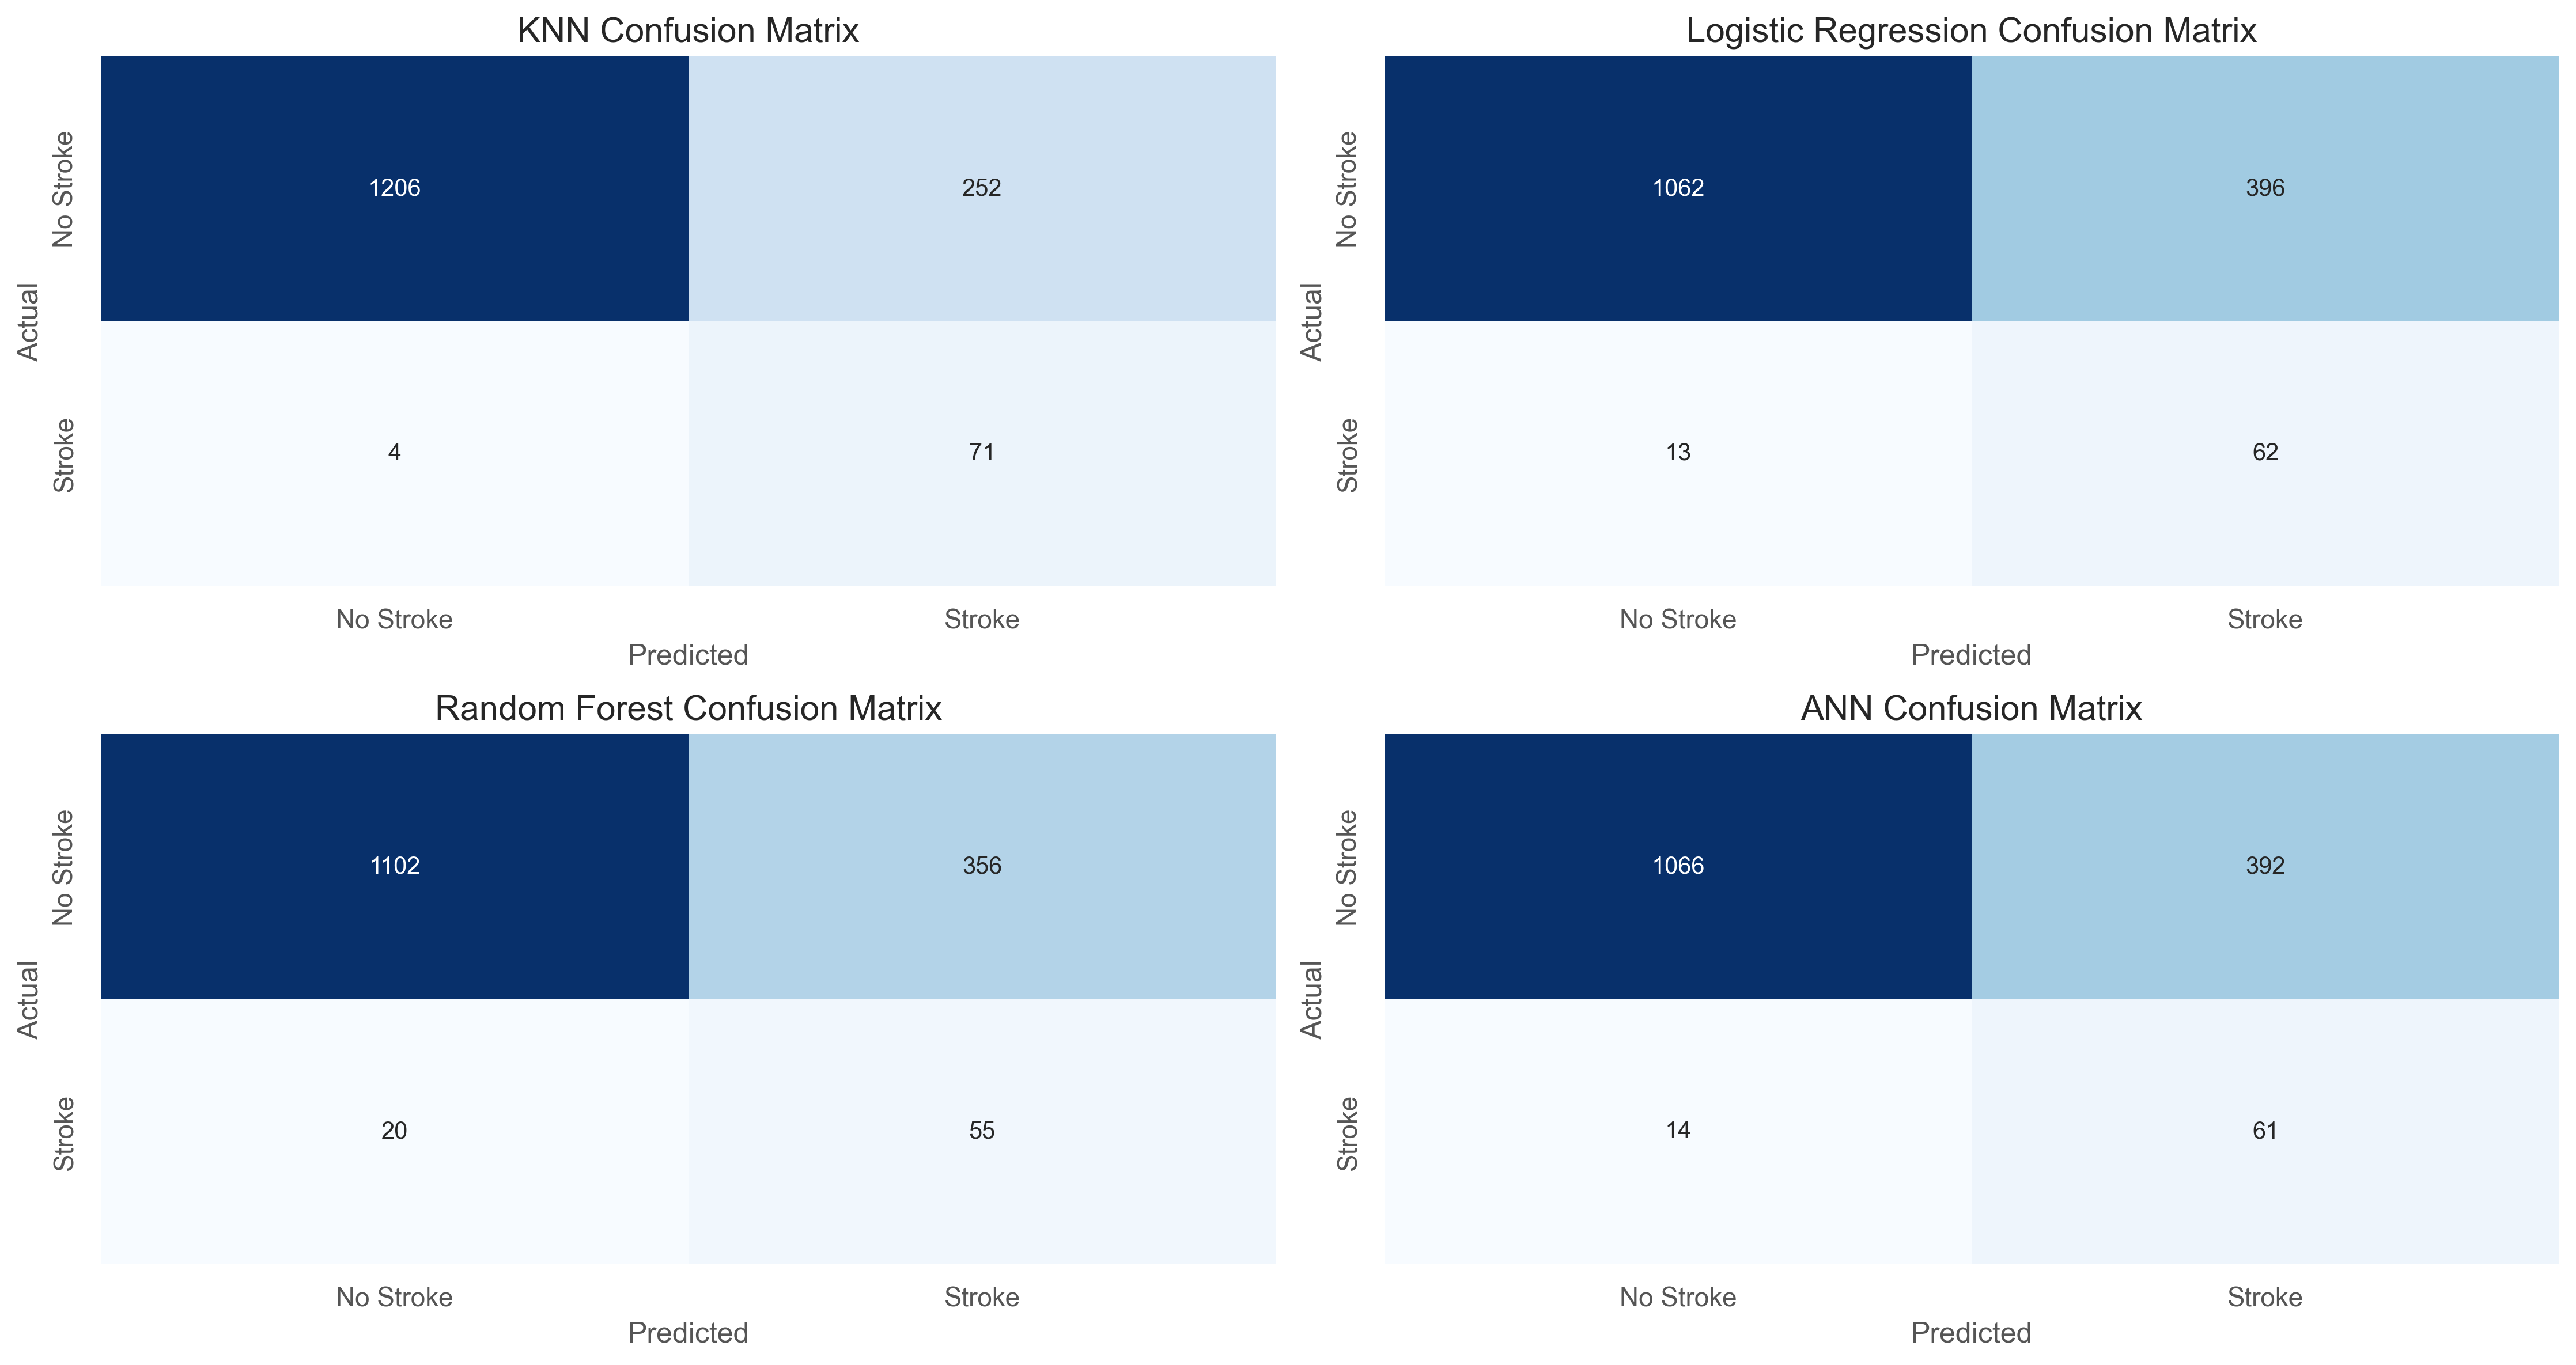 KNN Confusion Matrix
Actual
No Stroke
1206
252
Stroke
4
71
No Stroke
Stroke
Predicted
Logistic Regression Confusion Matrix
Actual
No Stroke
1062
396
Stroke
13
62
No Stroke
Stroke
Predicted
Random Forest Confusion Matrix
Actual
No Stroke
1102
356
Stroke
20
55
No Stroke
Stroke
Predicted
ANN Confusion Matrix
Actual
No Stroke
1066
392
Stroke
14
61
No Stroke
Stroke
Predicted